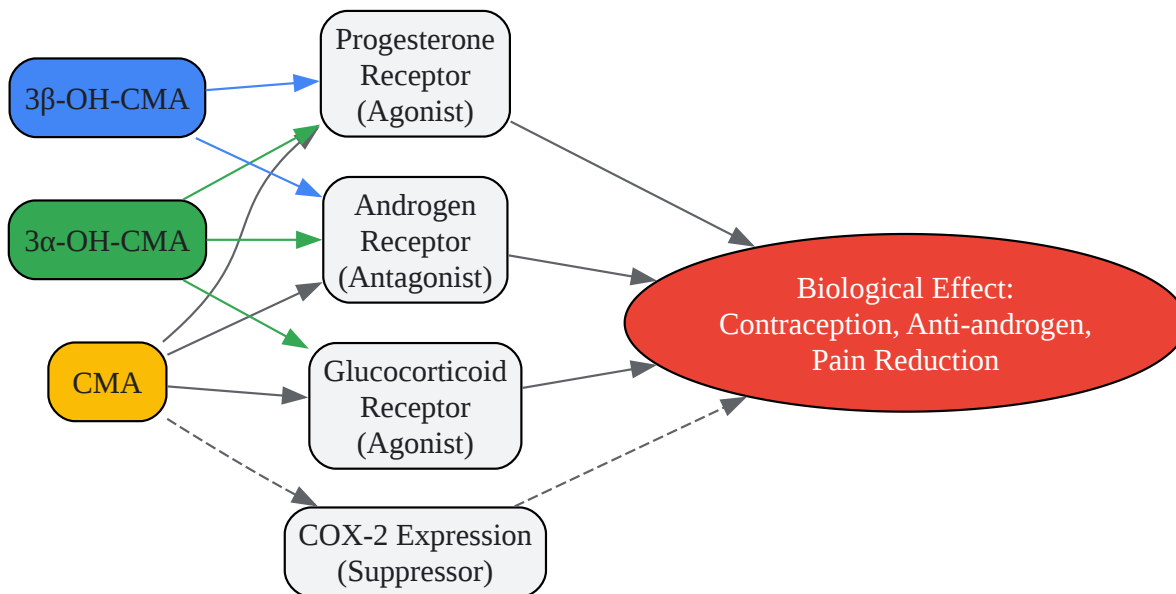 3β-OH-CMA
3α-OH-CMA
CMA
Progesterone
Receptor
(Agonist)
Androgen
Receptor
(Antagonist)
Glucocorticoid
Receptor
(Agonist)
COX-2 Expression
(Suppressor)
Biological Effect:
Contraception, Anti-androgen,
Pain Reduction